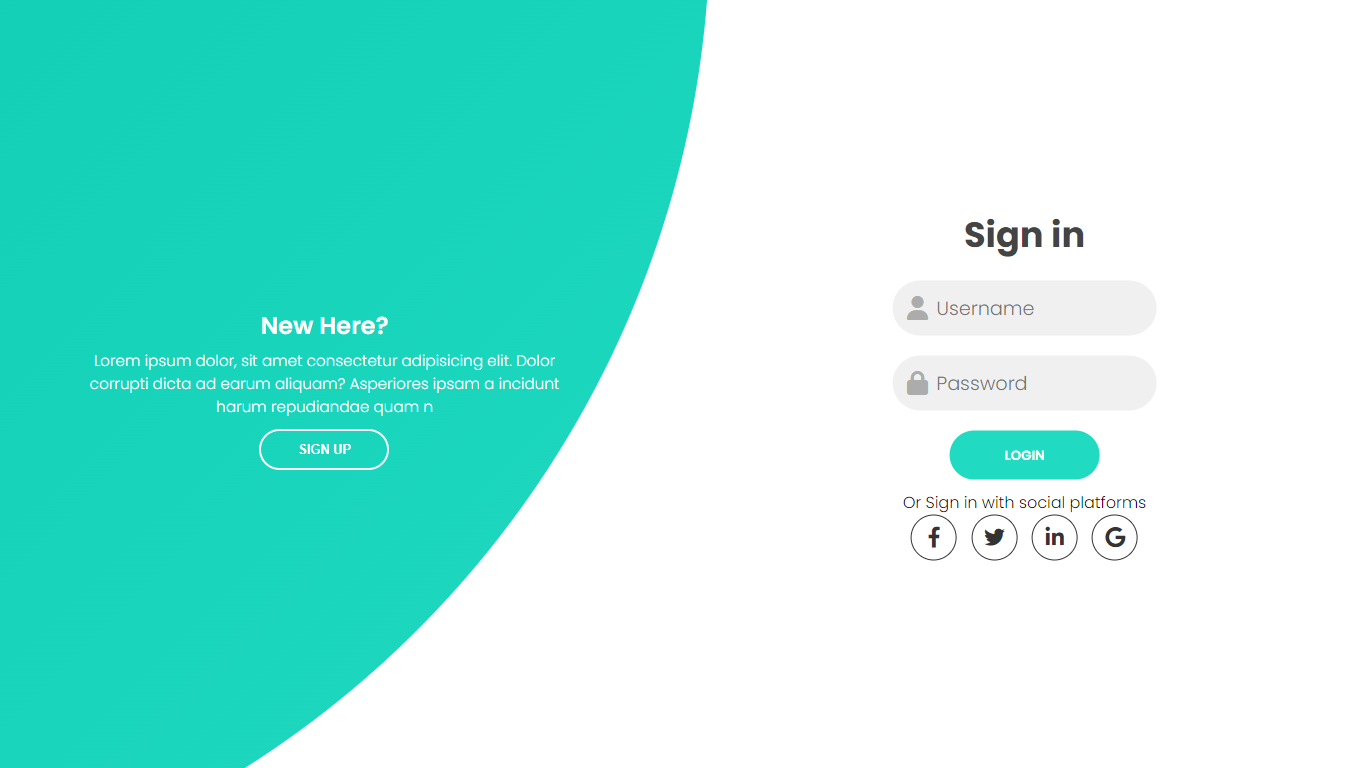 New Here?
Lorem ipsum dolor, sit amet consectetur adipisicing elit. Dolor
corrupti dicta ad earum aliquam? Asperiores ipsam a incidunt
harum repudiandae quam n
SIGN UP
Sign in
Username
Password
LOGIN
Or Sign in with social platforms